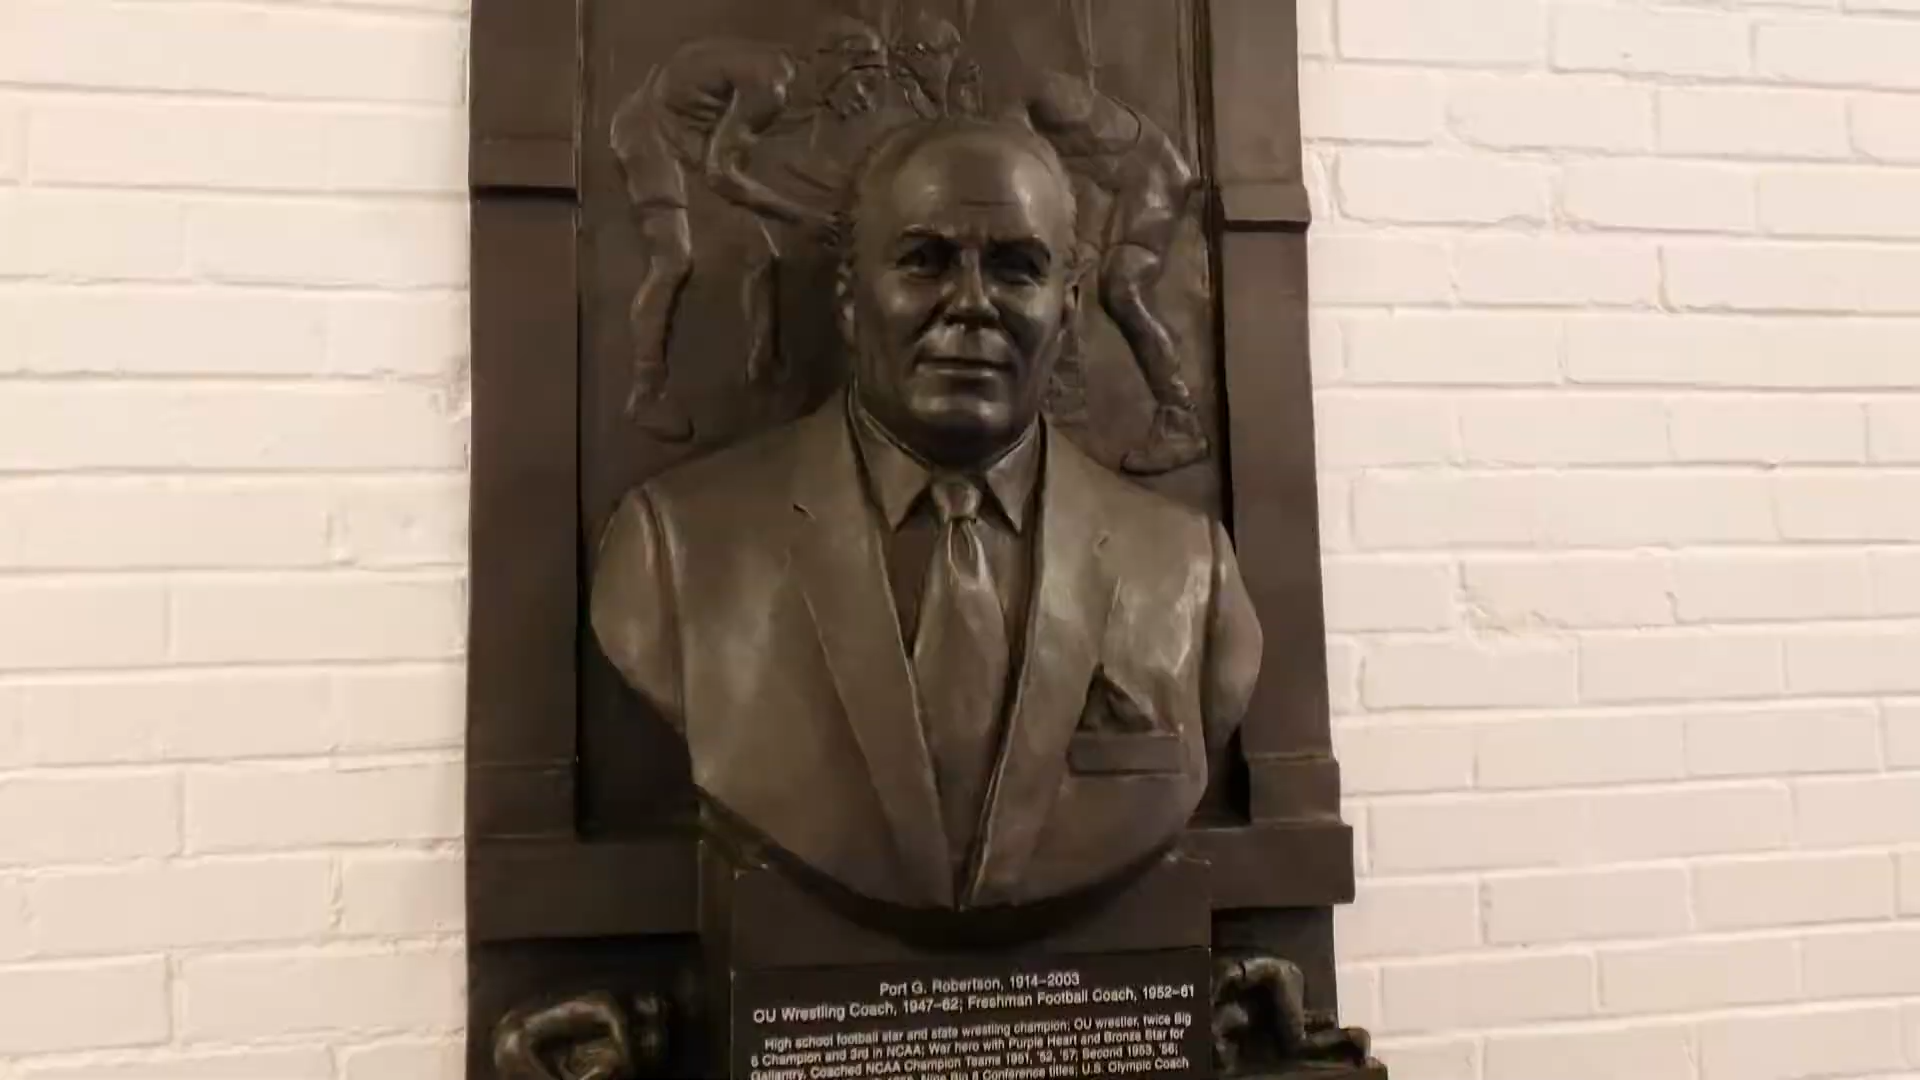 Port G. Robertson, 1914–2003
OU Wrestling Coach, 1947–62; Freshman Football Coach, 1952–61
High school football star and state wrestling champion; OU wrestler, twice Big
6 Champion and 3rd in NCAA; War hero with Purple Heart and Bronze Star for
Gallantry. Coached NCAA Champion Teams 1951, '52, '57; Second 1953, '56;
Nine Big 8 Conference titles; U.S. Olympic Coach